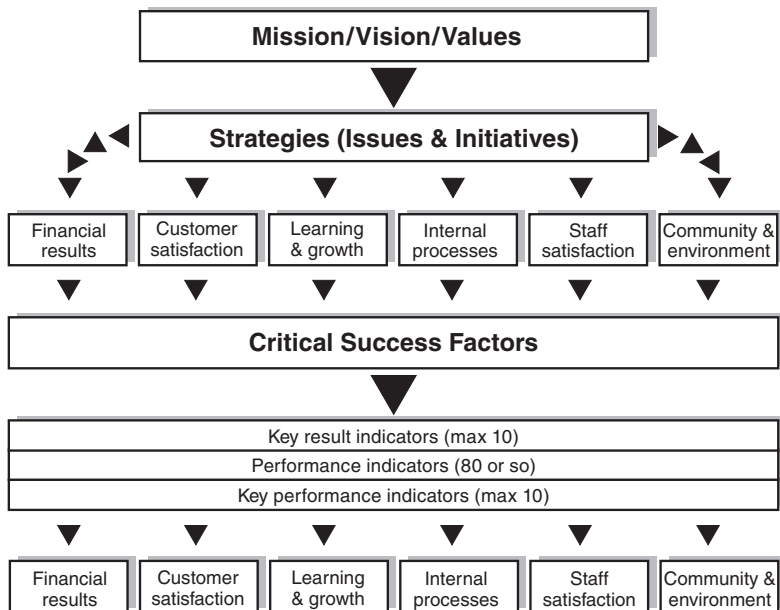 Mission/Vision/Values
Strategies (Issues & Initiatives)
Financial
results
Customer
satisfaction
Learning
& growth
Internal
processes
Staff
satisfaction
Community &
environment
Critical Success Factors
Key result indicators (max 10)
Performance indicators (80 or so)
Key performance indicators (max 10)
Financial
results
Customer
satisfaction
Learning
& growth
Internal
processes
Staff
satisfaction
Community &
environment